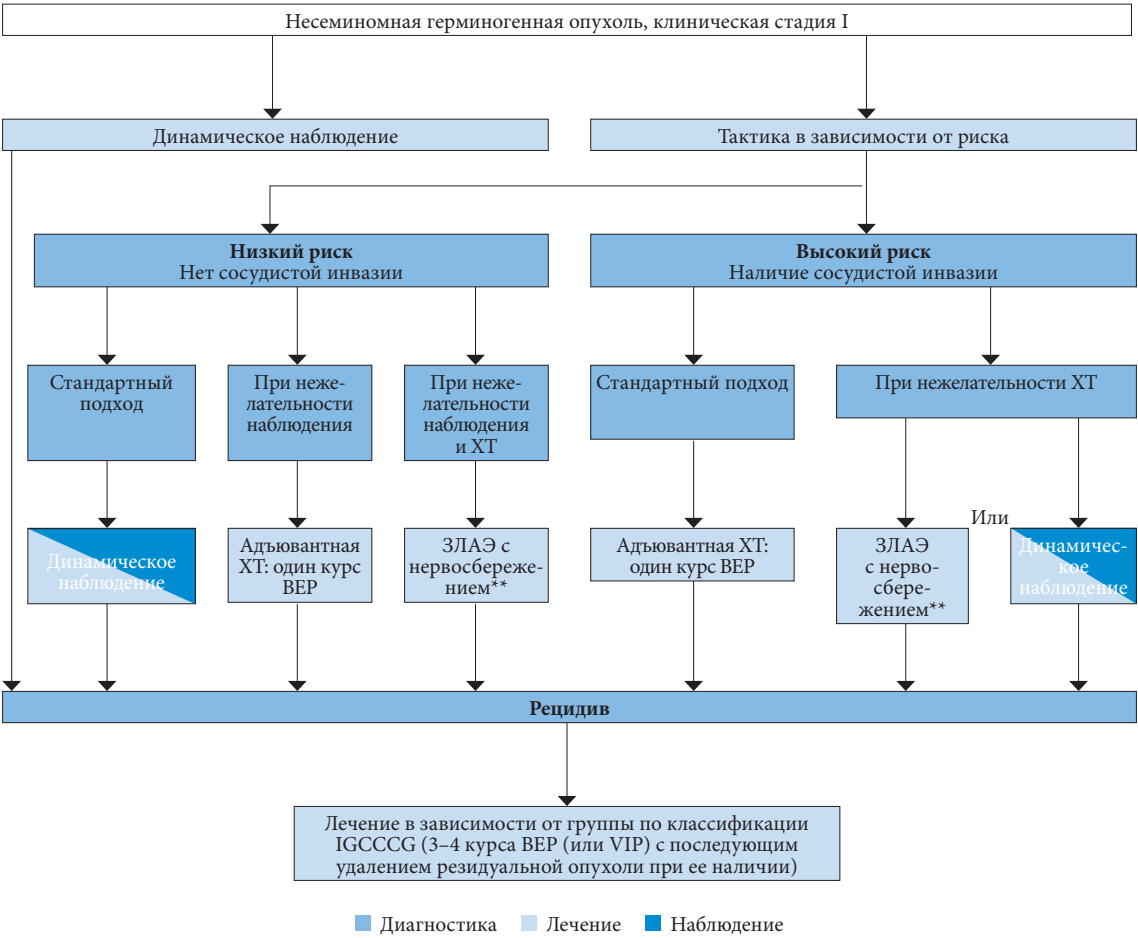 Несеминомная герминогенная опухоль, клиническая стадия I
Динамическое наблюдение
Тактика в зависимости от риска
Низкий риск
Нет сосудистой инвазии
Высокий риск
Наличие сосудистой инвазии
Стандартный
подход
При неже-
лательности
наблюдения
При неже-
лательности
наблюдения
и ХТ
Стандартный подход
При нежелательности ХТ
Динамическое
наблюдение
Адъювантная
ХТ: один курс
BEP
ЗЛАЭ с
нервосбереже-
нием**
Адъювантная ХТ:
один курс BEP
ЗЛАЭ
с нерво-
сбере-
жением**
Или
Динамичес-
кое
наблюдение
Рецидив
Лечение в зависимости от группы по классификации
IGCCCG (3–4 курса BEP (или VIP) с последующим
удалением резидуальной опухоли при ее наличии)
Диагностика Лечение Наблюдение